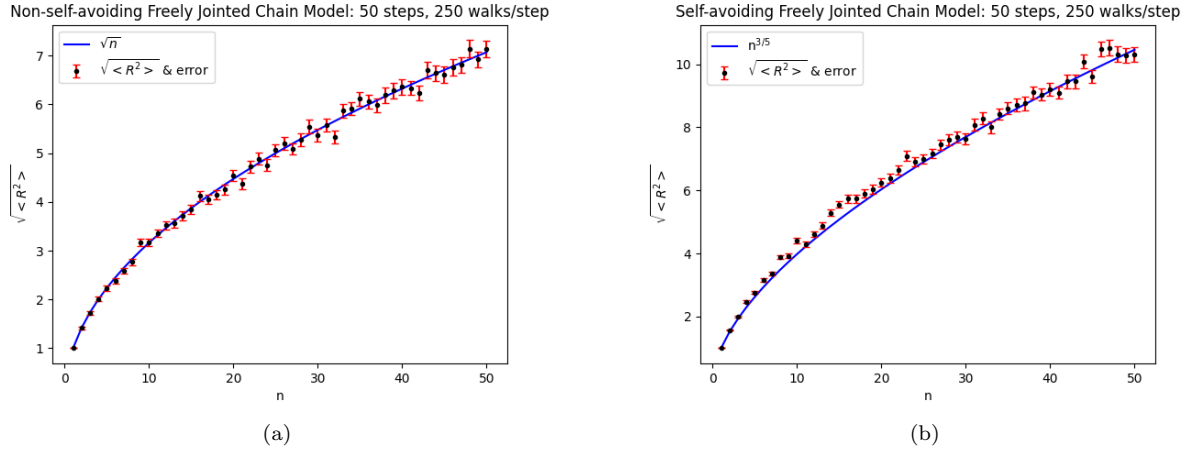 Non-self-avoiding Freely Jointed Chain Model: 50 steps, 250 walks/step
√n
√<R²> & error
√<R²>
7
6
5
4
3
2
1
0 10 20 30 40 50
n
(a)
Self-avoiding Freely Jointed Chain Model: 50 steps, 250 walks/step
n^{3/5}
√<R²> & error
√<R²>
10
8
6
4
2
0 10 20 30 40 50
n
(b)